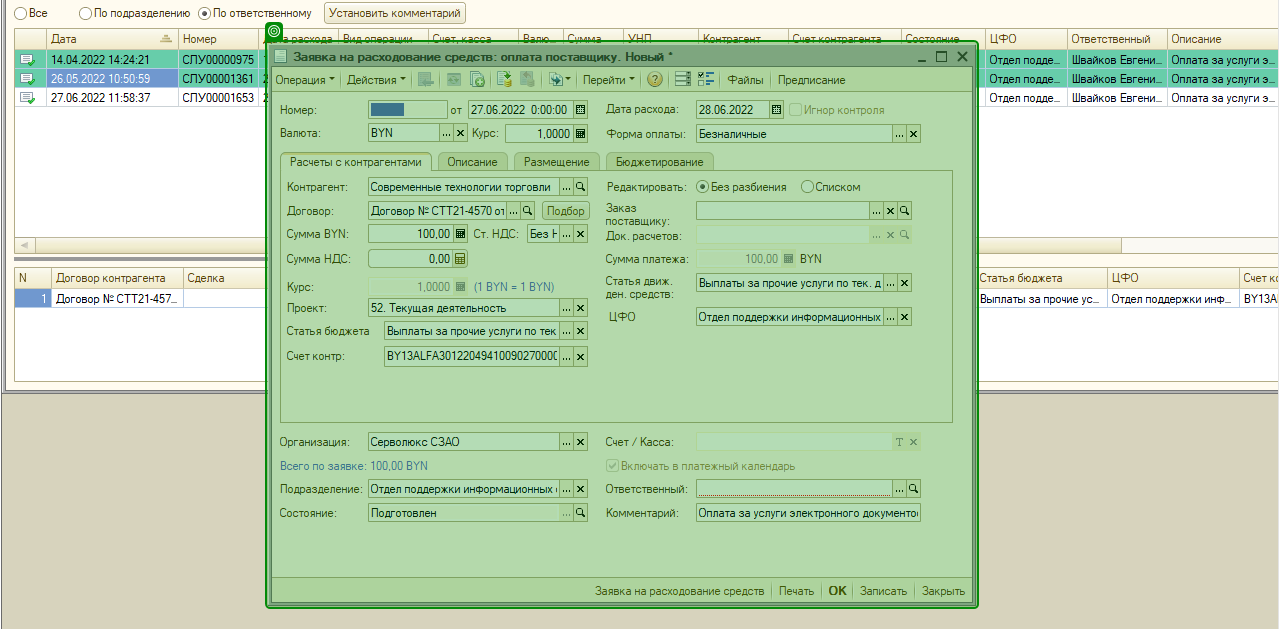 Все По подразделению По ответственному Установить комментарий
Дата Номер Дата расхода Вид операции Счет, касса Валю... Сумма УНП Контрагент Счет контрагента Состояние ЦФО Ответственный Описание
14.04.2022 14:24:21 СЛУ00000975 Отдел подде... Швайков Евгени... Оплата за услуги э...
26.05.2022 10:50:59 СЛУ00001361 2 Отдел подде... Швайков Евгени... Оплата за услуги э...
27.06.2022 11:58:37 СЛУ00001653 2 Отдел подде... Швайков Евгени... Оплата за услуги э...
Заявка на расходование средств: оплата поставщику. Новый *
Операция Действия Перейти ? Файлы Предписание
Номер: от 27.06.2022 0:00:00 Дата расхода: 28.06.2022 Игнор контроля
Валюта: BYN ... x Курс: 1,0000 Форма оплаты: Безналичные ... x
Расчеты с контрагентами Описание Размещение Бюджетирование
Контрагент: Современные технологии торговли ... Редактировать: Без разбиения Списком
Договор: Договор № СТТ21-4570 от ... Подбор Заказ
поставщику: ... x
Сумма BYN: 100,00 Ст. НДС: Без Н ... x Док. расчетов: ... x
Сумма НДС: 0,00 Сумма платежа: 100,00 BYN
Курс: 1,0000 (1 BYN = 1 BYN) Статья движ.
ден. средств: Выплаты за прочие услуги по тек. д ... x
Проект: 52. Текущая деятельность ... x ЦФО Отдел поддержки информационных ... x
Статья бюджета Выплаты за прочие услуги по тек ... x
Счет контр: BY13ALFA30122049410090270000 ... x
Организация: Серволюкс СЗАО ... x Счет / Касса: T x
Всего по заявке: 100,00 BYN Включать в платежный календарь
Подразделение: Отдел поддержки информационных ... x Ответственный: ...
Состояние: Подготовлен ... Комментарий: Оплата за услуги электронного документо
Заявка на расходование средств Печать OK Записать Закрыть
N Договор контрагента Сделка Статья бюджета ЦФО Счет ко
1 Договор № СТТ21-457... Выплаты за прочие ус... Отдел поддержки инф... BY13A